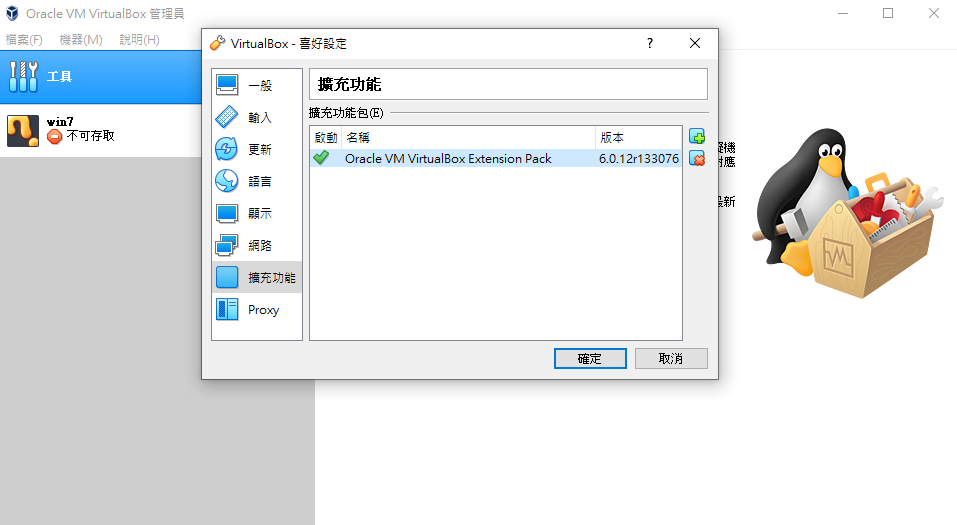 Oracle VM VirtualBox 管理員
檔案(F) 機器(M) 說明(H)
工具
win7
不可存取
VirtualBox - 喜好設定
?
一般
輸入
更新
語言
顯示
網路
擴充功能
Proxy
擴充功能
擴充功能包(E)
啟動 名稱 版本
Oracle VM VirtualBox Extension Pack 6.0.12r133076
確定 取消
機
對應
最新